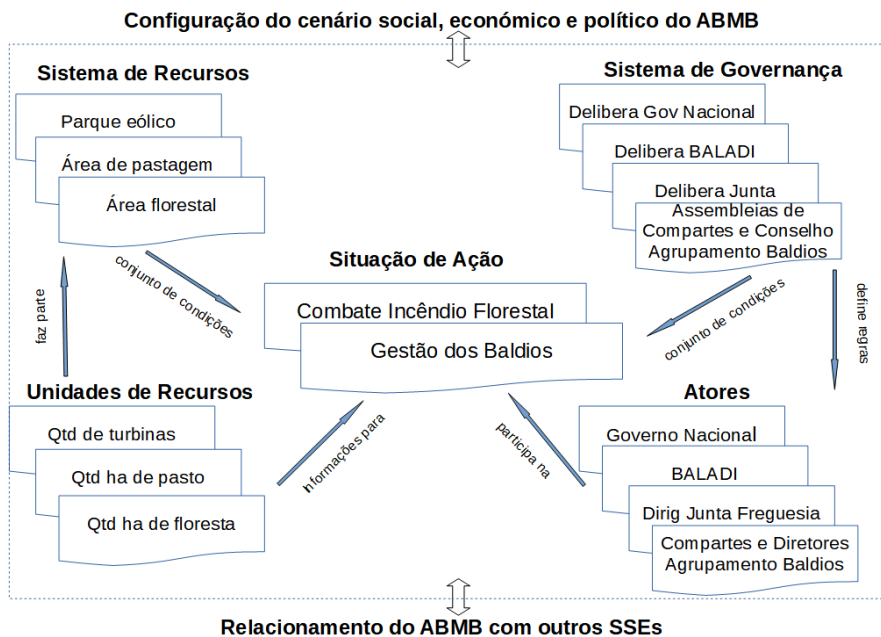 Configuração do cenário social, económico e político do ABMB
Sistema de Recursos
Parque eólico
Área de pastagem
Área florestal
Sistema de Governança
Delibera Gov Nacional
Delibera BALADI
Delibera Junta
Assembleias de
Compartes e Conselho
Agrupamento Baldios
faz parte
conjunto de condições
Situação de Ação
Combate Incêndio Florestal
Gestão dos Baldios
conjunto de condições
define regras
Unidades de Recursos
Qtd de turbinas
Qtd ha de pasto
Qtd ha de floresta
Informações para
participa na
Atores
Governo Nacional
BALADI
Dirig Junta Freguesia
Compartes e Diretores
Agrupamento Baldios
Relacionamento do ABMB com outros SSEs